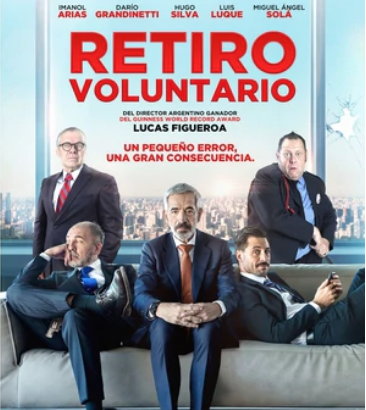 IMANOL DARÍO HUGO LUIS MIGUEL ÁNGEL
ARIAS GRANDINETTI SILVA LUQUE SOLÁ
RETIRO
VOLUNTARIO
DEL DIRECTOR ARGENTINO GANADOR
DEL GUINNESS WORLD RECORD AWARD
LUCAS FIGUEROA
UN PEQUEÑO ERROR,
UNA GRAN CONSECUENCIA.